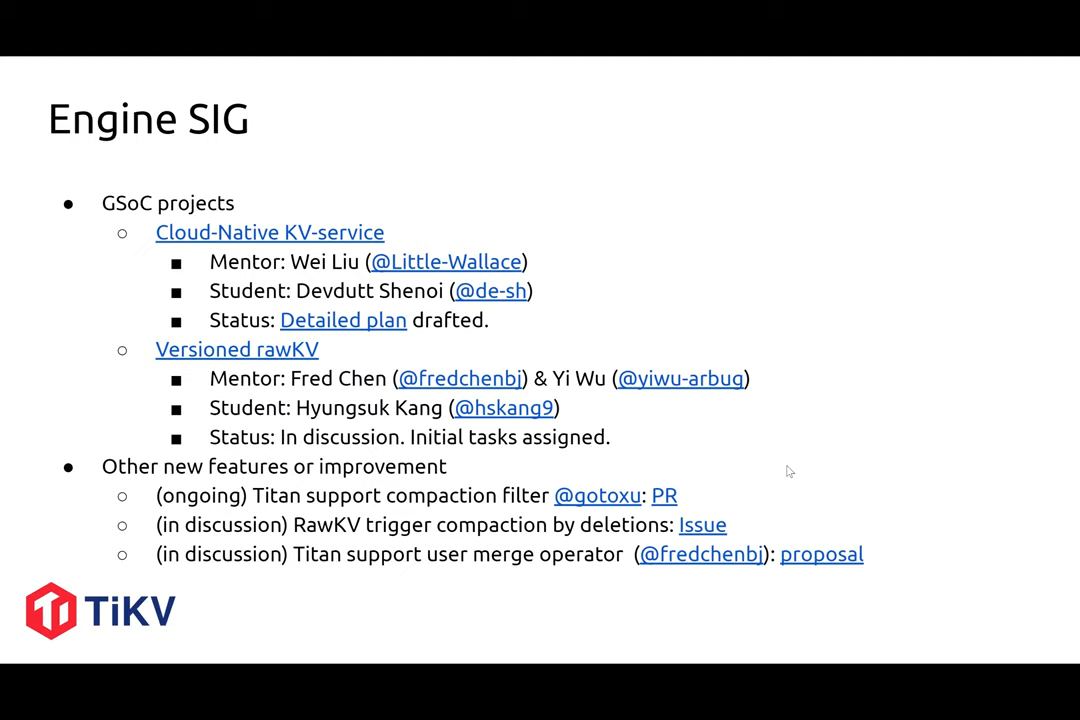 Engine SIG
● GSoC projects
○ Cloud-Native KV-service
■ Mentor: Wei Liu (@Little-Wallace)
■ Student: Devdutt Shenoi (@de-sh)
■ Status: Detailed plan drafted.
○ Versioned rawKV
■ Mentor: Fred Chen (@fredchenbj) & Yi Wu (@yiwu-arbug)
■ Student: Hyungsuk Kang (@hskang9)
■ Status: In discussion. Initial tasks assigned.
● Other new features or improvement
○ (ongoing) Titan support compaction filter @gotoxu: PR
○ (in discussion) RawKV trigger compaction by deletions: Issue
○ (in discussion) Titan support user merge operator (@fredchenbj): proposal
TiKV